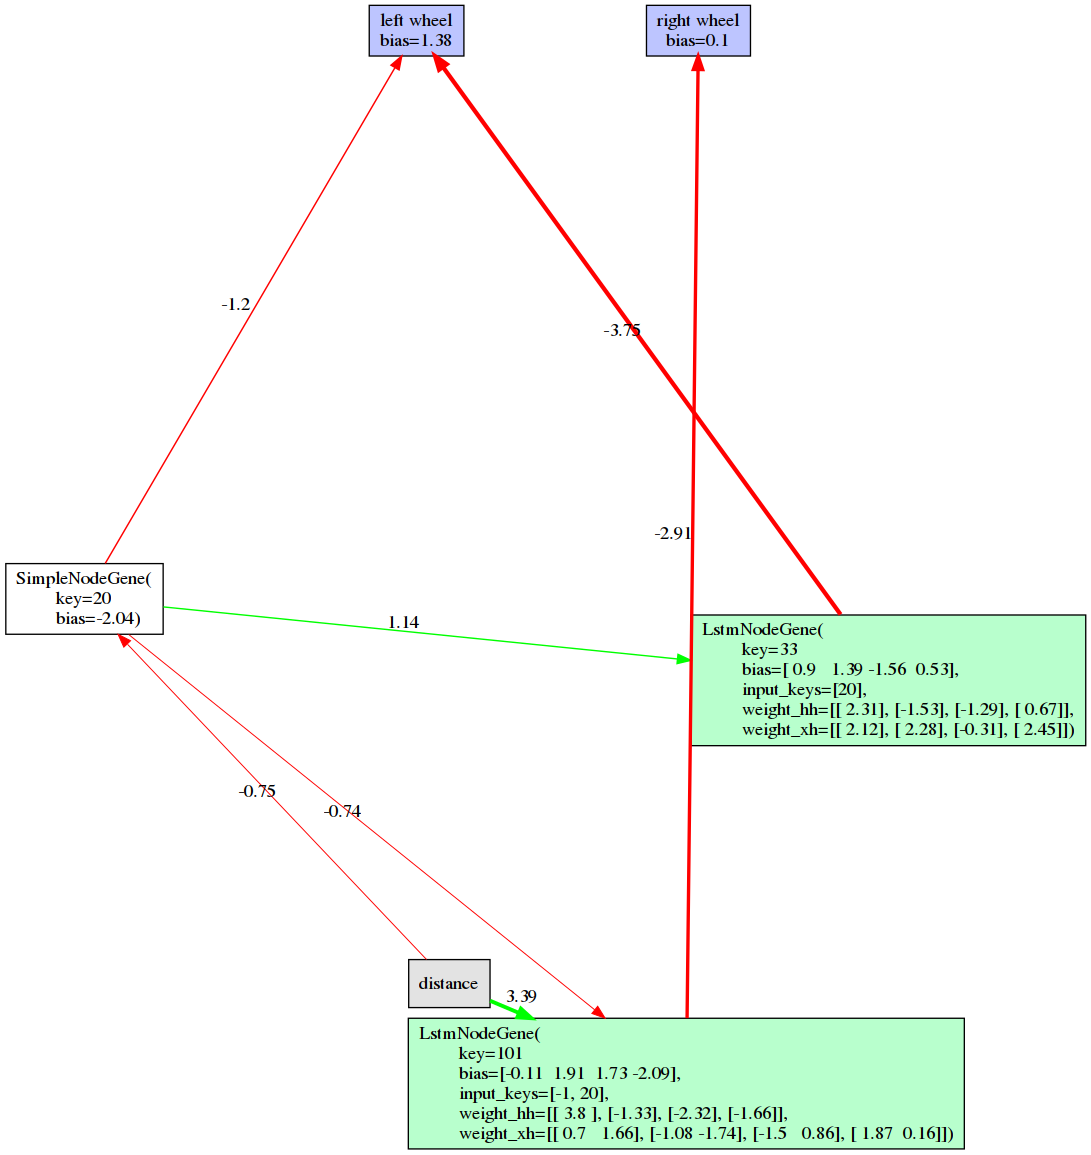 left wheel
bias=1.38
right wheel
bias=0.1
-1.2
-3.75
-2.91
SimpleNodeGene(
key=20
bias=-2.04)
1.14
LstmNodeGene(
key=33
bias=[ 0.9 1.39 -1.56 0.53],
input_keys=[20],
weight_hh=[[ 2.31], [-1.53], [-1.29], [ 0.67]],
weight_xh=[[ 2.12], [ 2.28], [-0.31], [ 2.45]])
-0.75
-0.74
distance
3.39
LstmNodeGene(
key=101
bias=[-0.11 1.91 1.73 -2.09],
input_keys=[-1, 20],
weight_hh=[[ 3.8 ], [-1.33], [-2.32], [-1.66]],
weight_xh=[[ 0.7 1.66], [-1.08 -1.74], [-1.5 0.86], [ 1.87 0.16]])